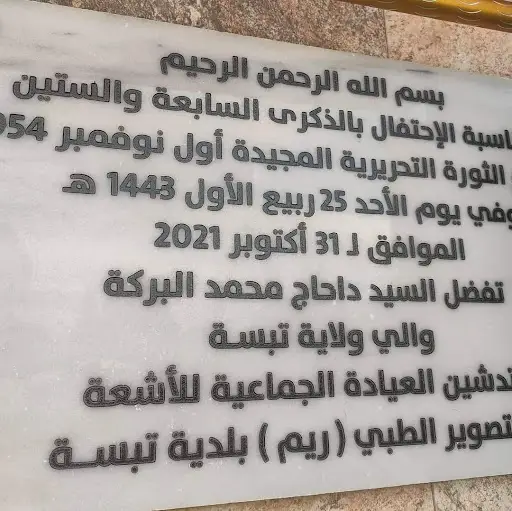 بسم الله الرحمن الرحيم
اسبة الإحتفال بالذكرى السابعة والستين
الثورة التحريرية المجيدة أول نوفمبر 954
وفي يوم الأحد 25 ربيع الأول 1443 هـ
الموافق لـ 31 أكتوبر 2021
تفضل السيد داحاج محمد البركة
والي ولاية تبسة
ندشين العيادة الجماعية للأشعة
تصوير الطبي ( ريم ) بلدية تبسة